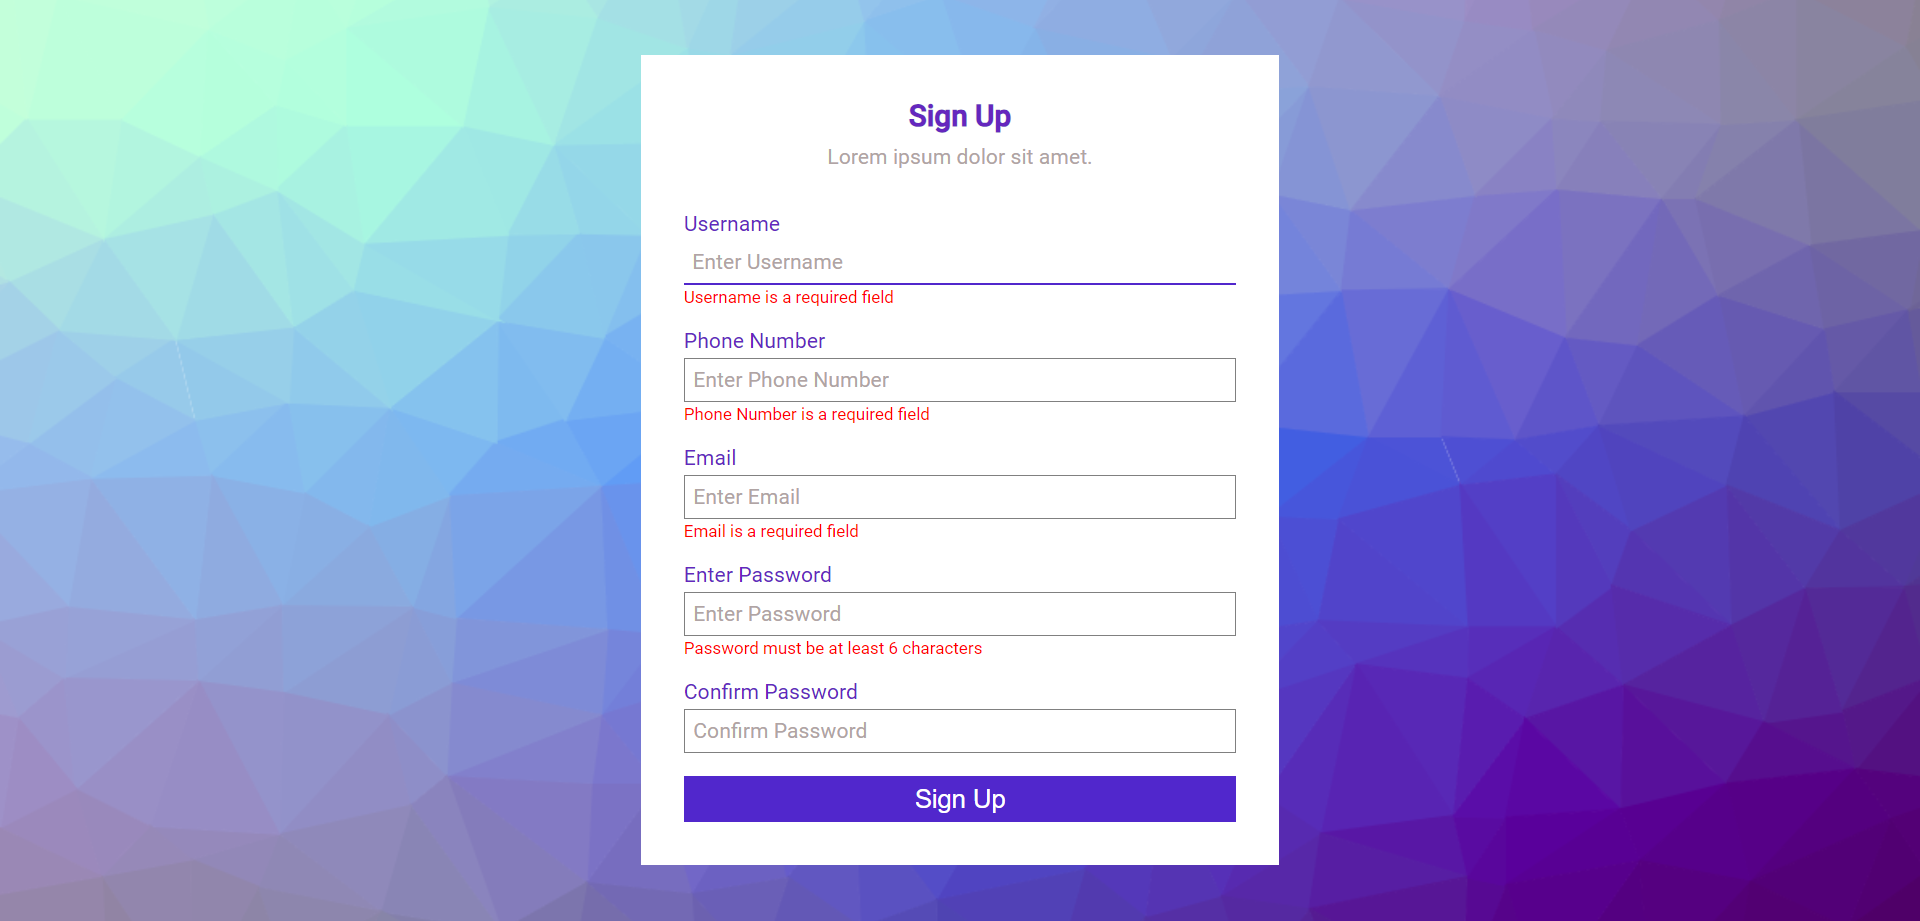 Sign Up
Lorem ipsum dolor sit amet.
Username
Enter Username
Username is a required field
Phone Number
Enter Phone Number
Phone Number is a required field
Email
Enter Email
Email is a required field
Enter Password
Enter Password
Password must be at least 6 characters
Confirm Password
Confirm Password
Sign Up